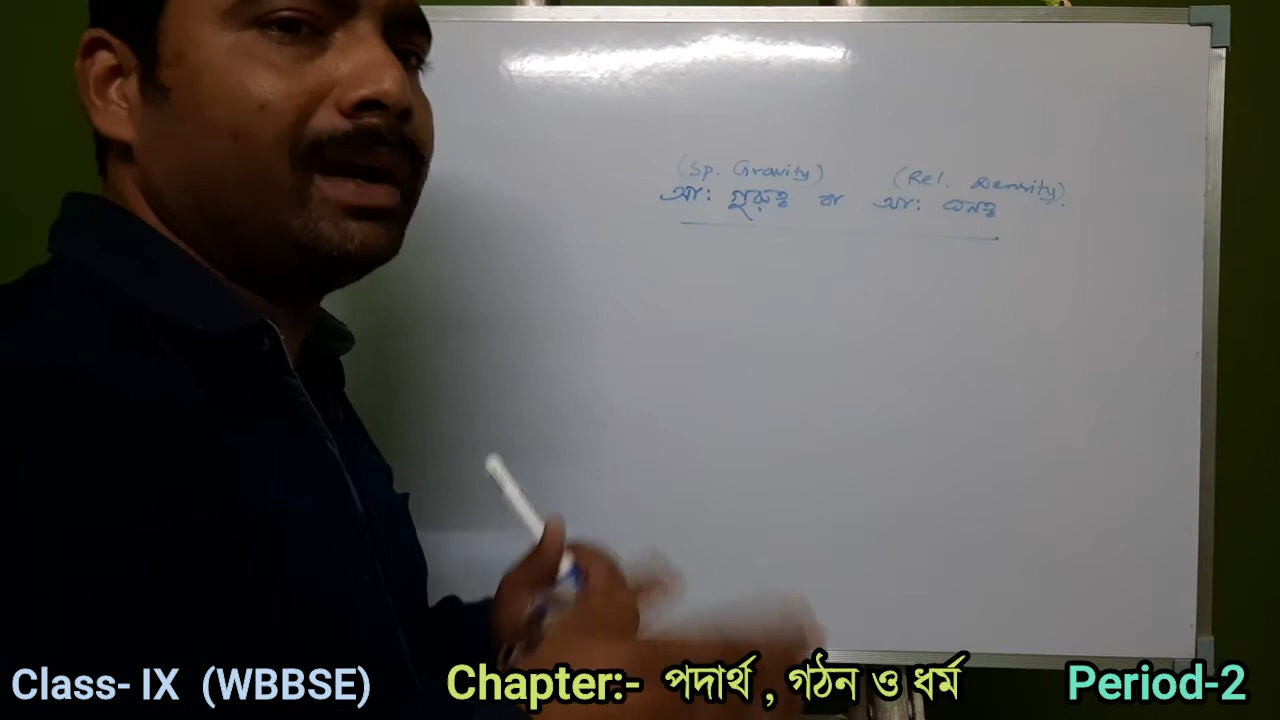 (Sp. Gravity) (Rel. Density).
আঃ গুরুত্ব বা আঃ ঘনত্ব
Class- IX (WBBSE) Chapter:- পদার্থ , গঠন ও ধর্ম Period-2